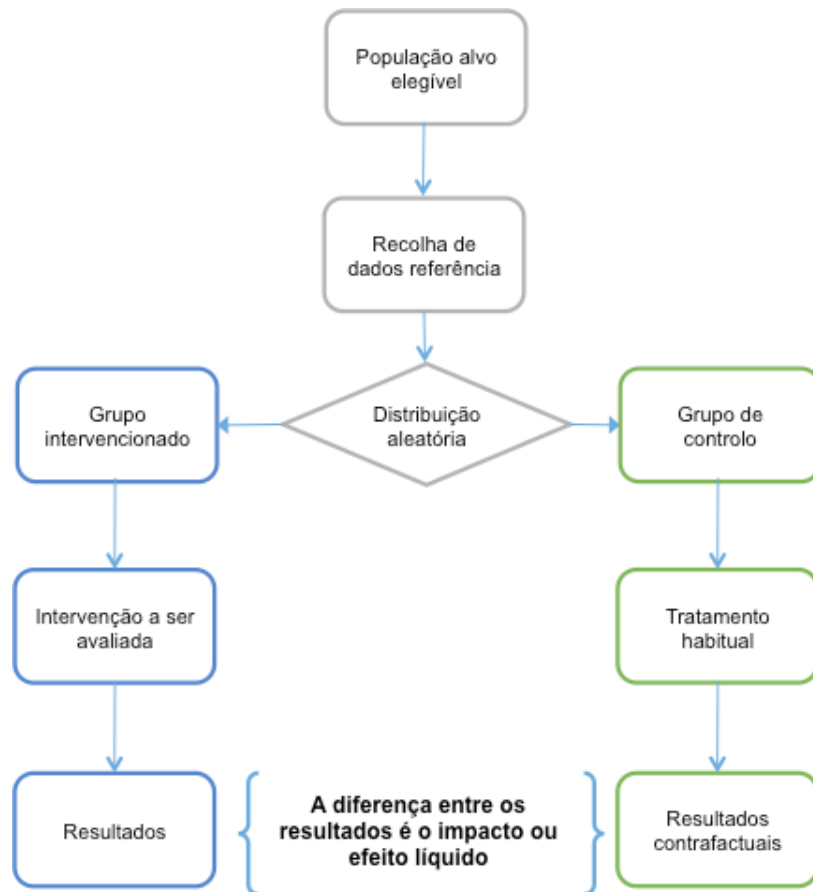 População alvo
elegível
Recolha de
dados referência
Distribuição
aleatória
Grupo
intervencionado
Grupo de
controlo
Intervenção a ser
avaliada
Tratamento
habitual
Resultados
A diferença entre os
resultados é o impacto ou
efeito líquido
Resultados
contrafactuais